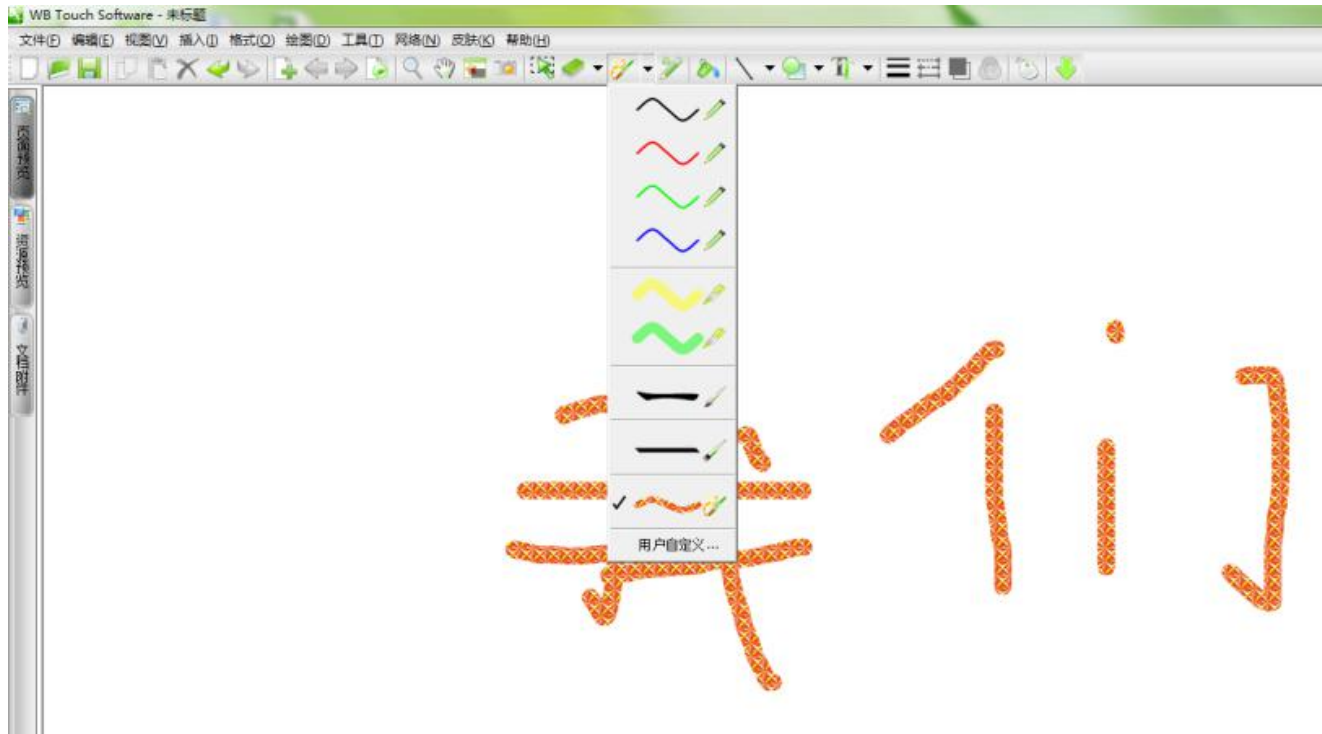 WB Touch Software - 未标题
文件(F) 编辑(E) 视图(V) 插入(I) 格式(O) 绘图(D) 工具(T) 网络(N) 皮肤(K) 帮助(H)
页面预览
资源预览
文档附件
们
用户自定义...